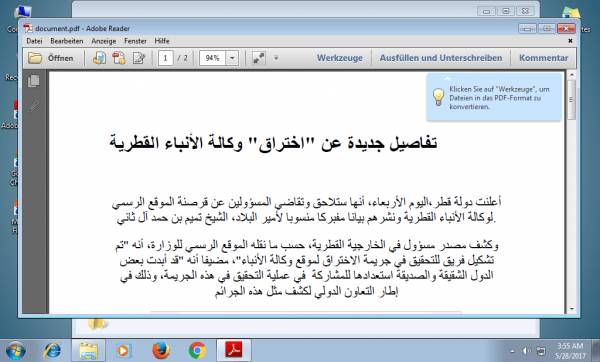 document.pdf - Adobe Reader
Datei Bearbeiten Anzeige Fenster Hilfe
Öffnen 1 / 2 94% Werkzeuge Ausfüllen und Unterschreiben Kommentar
Klicken Sie auf "Werkzeuge", um
Dateien in das PDF-Format zu
konvertieren.
تفاصيل جديدة عن "اختراق" وكالة الأنباء القطرية
أعلنت دولة قطر،اليوم الأربعاء، أنها ستلاحق وتقاضي المسؤولين عن قرصنة الموقع الرسمي
لوكالة الأنباء القطرية ونشرهم بيانا مفبركا منسوبا لأمير البلاد، الشيخ تميم بن حمد آل ثاني.
وكشف مصدر مسؤول في الخارجية القطرية، حسب ما نقله الموقع الرسمي للوزارة، أنه "تم
تشكيل فريق للتحقيق في جريمة الاختراق لموقع وكالة الأنباء"، مضيفا أنه "قد أبدت بعض
الدول الشقيقة والصديقة استعدادها للمشاركة في عملية التحقيق في هذه الجريمة، وذلك في
إطار التعاون الدولي لكشف مثل هذه الجرائم
3:55 AM
5/28/2017